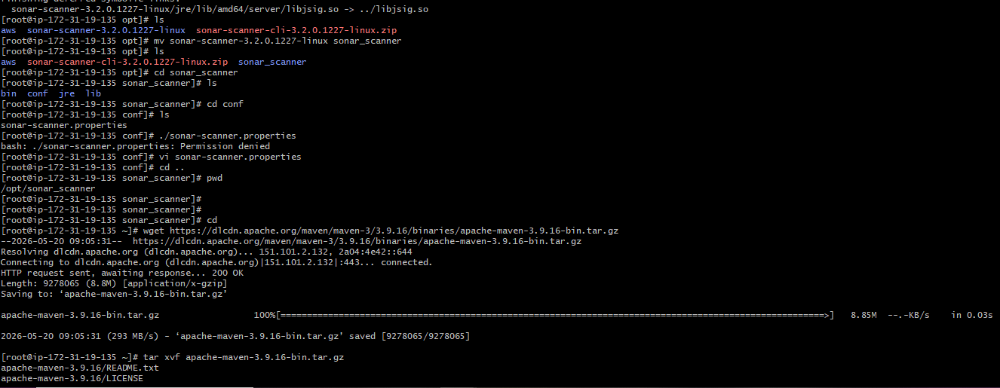 sonar-scanner-3.2.0.1227-linux/jre/lib/amd64/server/libjsig.so -> ../libjsig.so
[root@ip-172-31-19-135 opt]# ls
aws  sonar-scanner-3.2.0.1227-linux  sonar-scanner-cli-3.2.0.1227-linux.zip
[root@ip-172-31-19-135 opt]# mv sonar-scanner-3.2.0.1227-linux sonar_scanner
[root@ip-172-31-19-135 opt]# ls
aws  sonar-scanner-cli-3.2.0.1227-linux.zip  sonar_scanner
[root@ip-172-31-19-135 opt]# cd sonar_scanner
[root@ip-172-31-19-135 sonar_scanner]# ls
bin  conf  jre  lib
[root@ip-172-31-19-135 sonar_scanner]# cd conf
[root@ip-172-31-19-135 conf]# ls
sonar-scanner.properties
[root@ip-172-31-19-135 conf]# ./sonar-scanner.properties
bash: ./sonar-scanner.properties: Permission denied
[root@ip-172-31-19-135 conf]# vi sonar-scanner.properties
[root@ip-172-31-19-135 conf]# cd ..
[root@ip-172-31-19-135 sonar_scanner]# pwd
/opt/sonar_scanner
[root@ip-172-31-19-135 sonar_scanner]#
[root@ip-172-31-19-135 sonar_scanner]#
[root@ip-172-31-19-135 sonar_scanner]# cd
[root@ip-172-31-19-135 ~]# wget https://dlcdn.apache.org/maven/maven-3/3.9.16/binaries/apache-maven-3.9.16-bin.tar.gz
--2026-05-20 09:05:31--  https://dlcdn.apache.org/maven/maven-3/3.9.16/binaries/apache-maven-3.9.16-bin.tar.gz
Resolving dlcdn.apache.org (dlcdn.apache.org)... 151.101.2.132, 2a04:4e42::644
Connecting to dlcdn.apache.org (dlcdn.apache.org)|151.101.2.132|:443... connected.
HTTP request sent, awaiting response... 200 OK
Length: 9278065 (8.8M) [application/x-gzip]
Saving to: ‘apache-maven-3.9.16-bin.tar.gz’
apache-maven-3.9.16-bin.tar.gz                  100%[=======================================================================================================>]   8.85M  --.-KB/s    in 0.03s
2026-05-20 09:05:31 (293 MB/s) - ‘apache-maven-3.9.16-bin.tar.gz’ saved [9278065/9278065]
[root@ip-172-31-19-135 ~]# tar xvf apache-maven-3.9.16-bin.tar.gz
apache-maven-3.9.16/README.txt
apache-maven-3.9.16/LICENSE